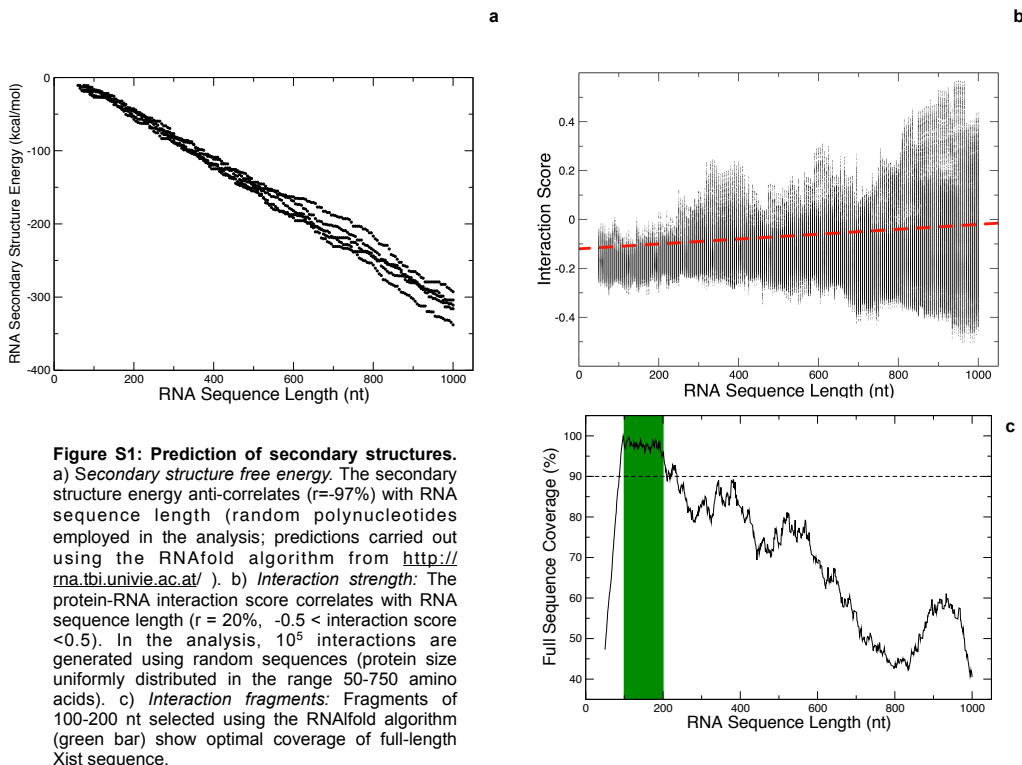 a
b
0
-100
-200
-300
-400
RNA Secondary Structure Energy (kcal/mol)
0 200 400 600 800 1000
RNA Sequence Length (nt)
0.4
0.2
0
-0.2
-0.4
Interaction Score
0 200 400 600 800 1000
RNA Sequence Length (nt)
c
100
90
80
70
60
50
40
Full Sequence Coverage (%)
0 200 400 600 800 1000
RNA Sequence Length (nt)
Figure S1: Prediction of secondary structures.
a) Secondary structure free energy. The secondary
structure energy anti-correlates (r=-97%) with RNA
sequence length (random polynucleotides
employed in the analysis; predictions carried out
using the RNAfold algorithm from http://
rna.tbi.univie.ac.at/ ). b) Interaction strength: The
protein-RNA interaction score correlates with RNA
sequence length (r = 20%, -0.5 < interaction score
<0.5). In the analysis, 10⁵ interactions are
generated using random sequences (protein size
uniformly distributed in the range 50-750 amino
acids). c) Interaction fragments: Fragments of
100-200 nt selected using the RNAlfold algorithm
(green bar) show optimal coverage of full-length
Xist sequence.